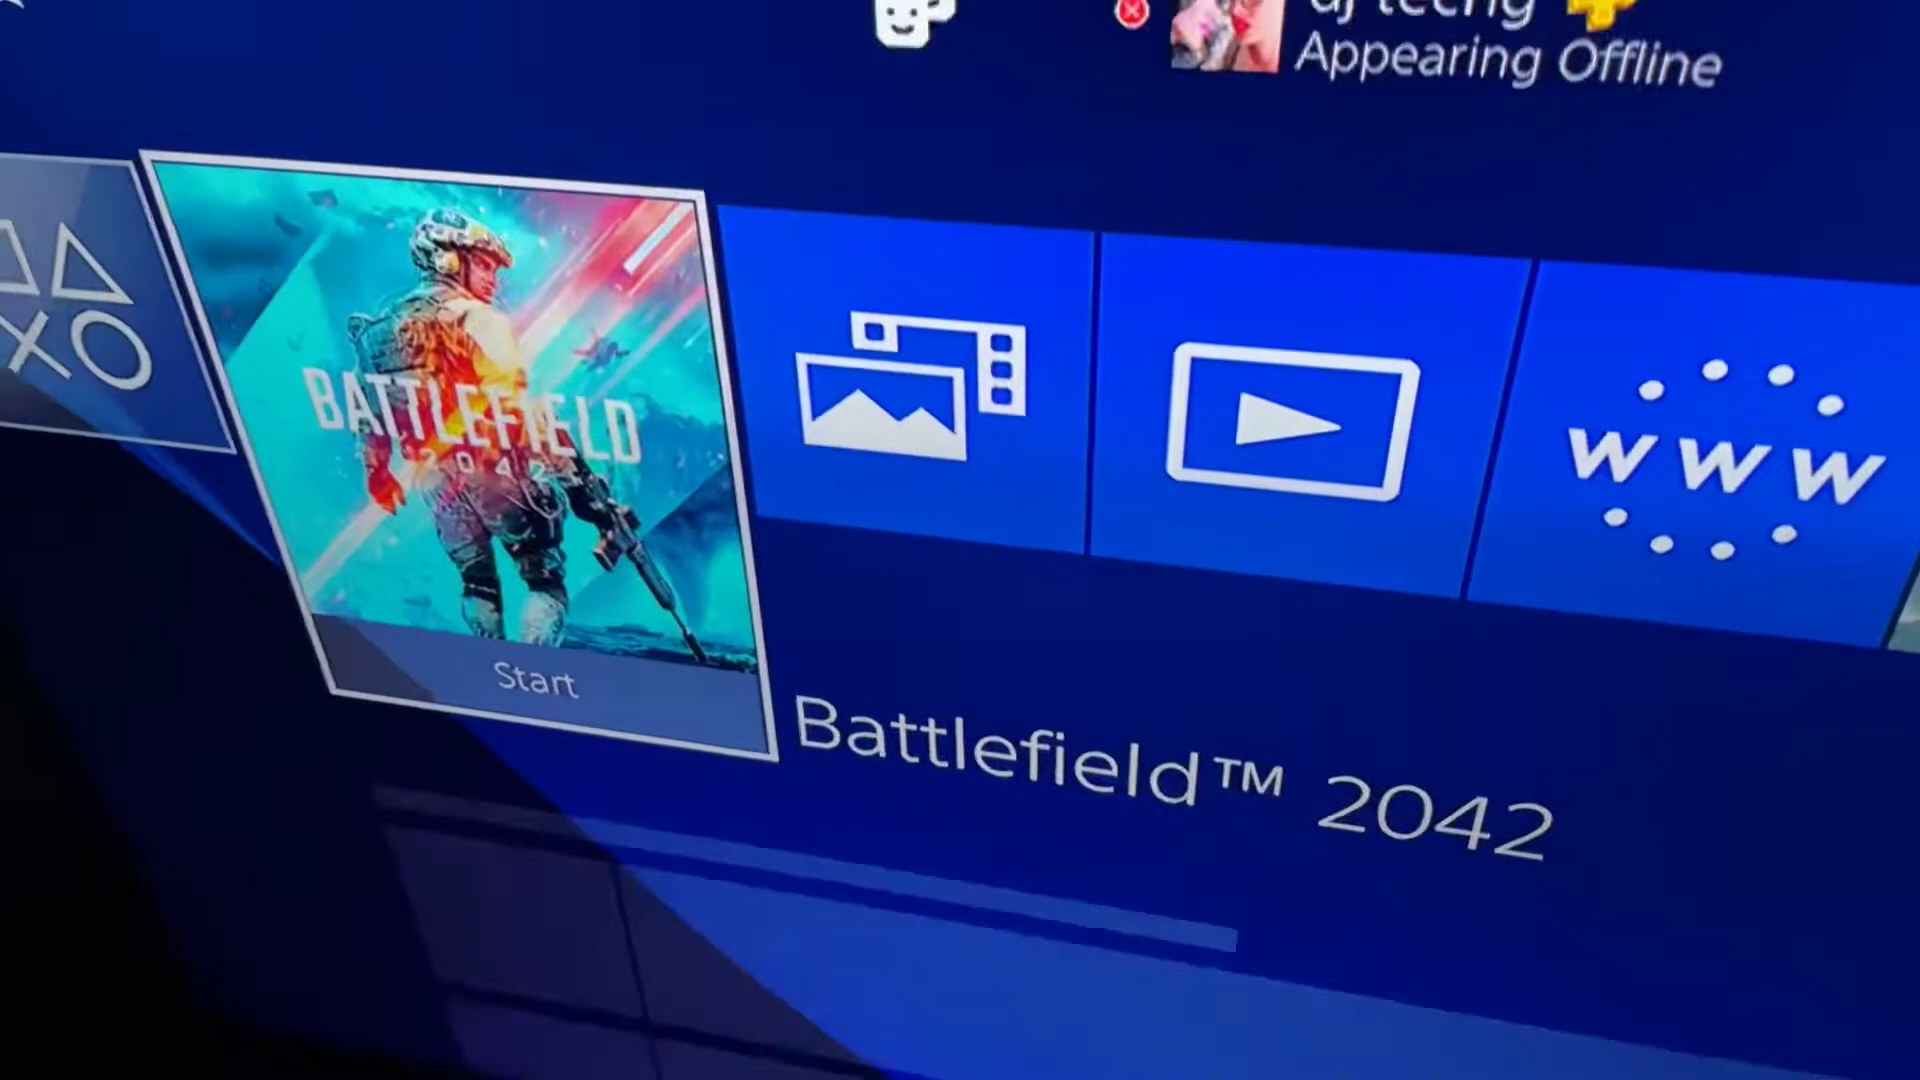 Appearing Offline
BATTLEFIELD
2042
Start
www
Battlefield™ 2042